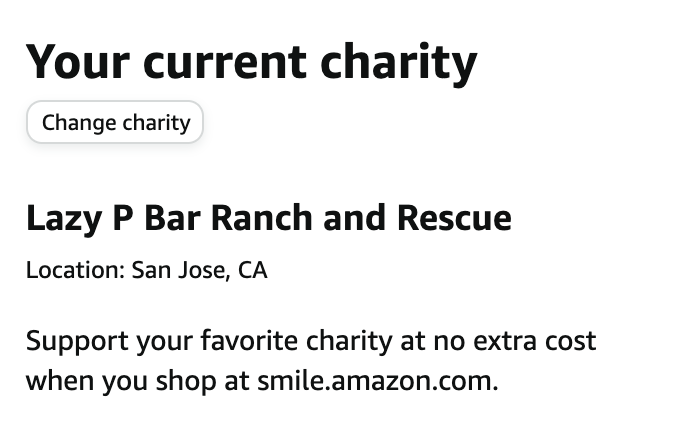 Your current charity
Change charity
Lazy P Bar Ranch and Rescue
Location: San Jose, CA
Support your favorite charity at no extra cost
when you shop at smile.amazon.com.